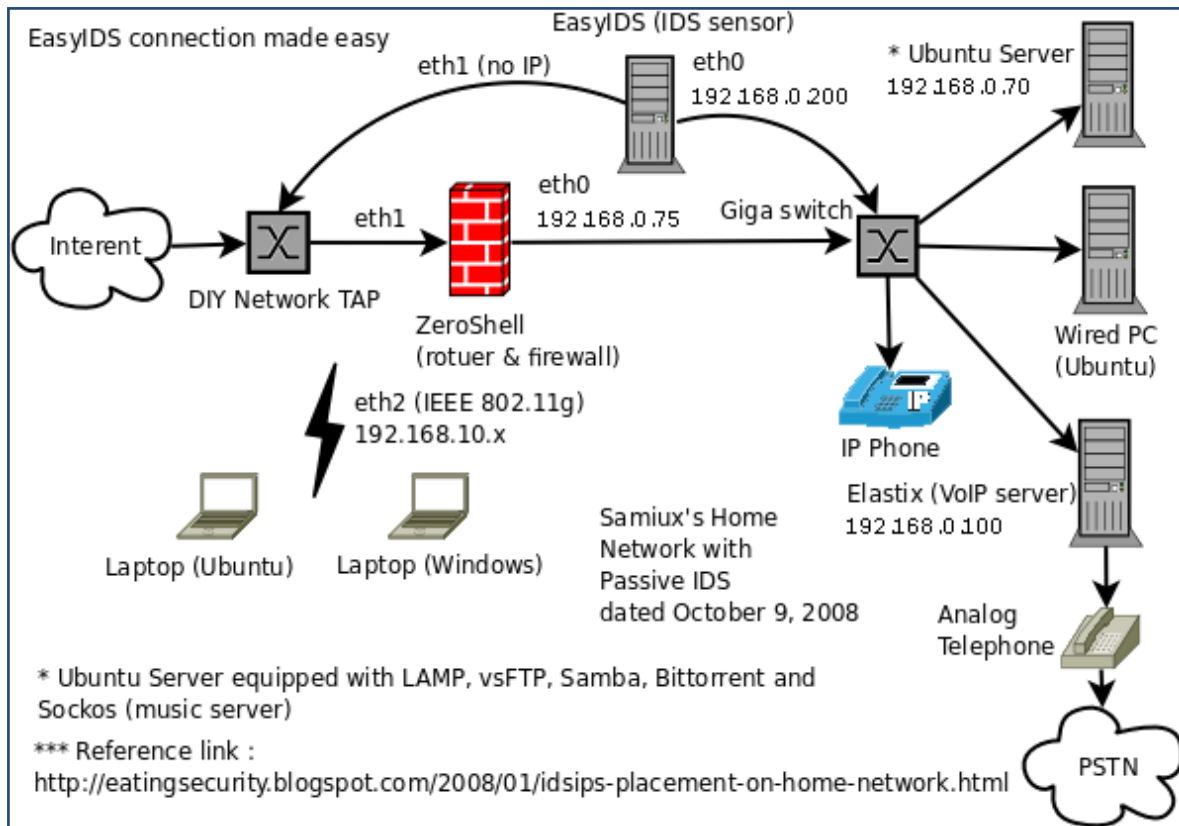 EasyIDS connection made easy
EasyIDS (IDS sensor)
eth1 (no IP)
eth0
192.168.0.200
* Ubuntu Server
192.168.0.70
Interent
eth1
eth0
192.168.0.75
Giga switch
DIY Network TAP
ZeroShell
(rotuer & firewall)
Wired PC
(Ubuntu)
eth2 (IEEE 802.11g)
192.168.10.x
IP
IP Phone
Elastix (VoIP server)
192.168.0.100
Laptop (Ubuntu)
Laptop (Windows)
Samiux's Home
Network with
Passive IDS
dated October 9, 2008
Analog
Telephone
* Ubuntu Server equipped with LAMP, vsFTP, Samba, Bittorrent and
Sockos (music server)
*** Reference link :
http://eatingsecurity.blogspot.com/2008/01/idsips-placement-on-home-network.html
PSTN